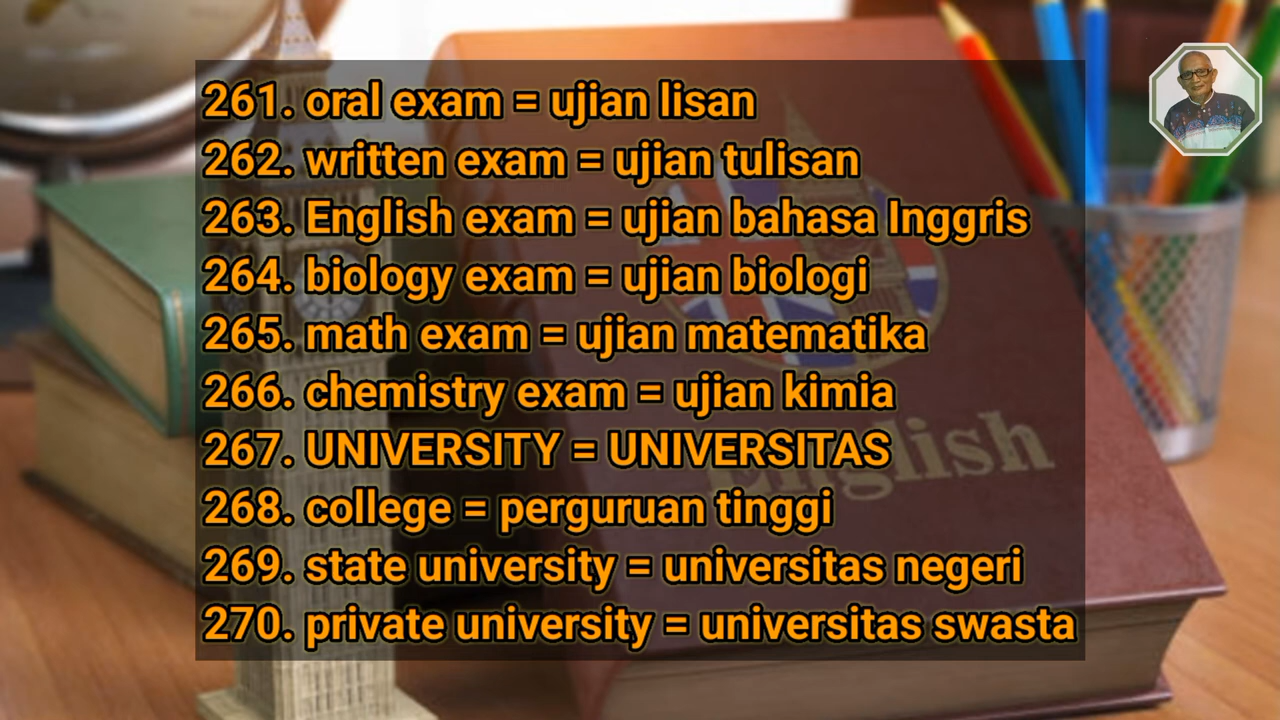 261. oral exam = ujian lisan
262. written exam = ujian tulisan
263. English exam = ujian bahasa Inggris
264. biology exam = ujian biologi
265. math exam = ujian matematika
266. chemistry exam = ujian kimia
267. UNIVERSITY = UNIVERSITAS
268. college = perguruan tinggi
269. state university = universitas negeri
270. private university = universitas swasta
English